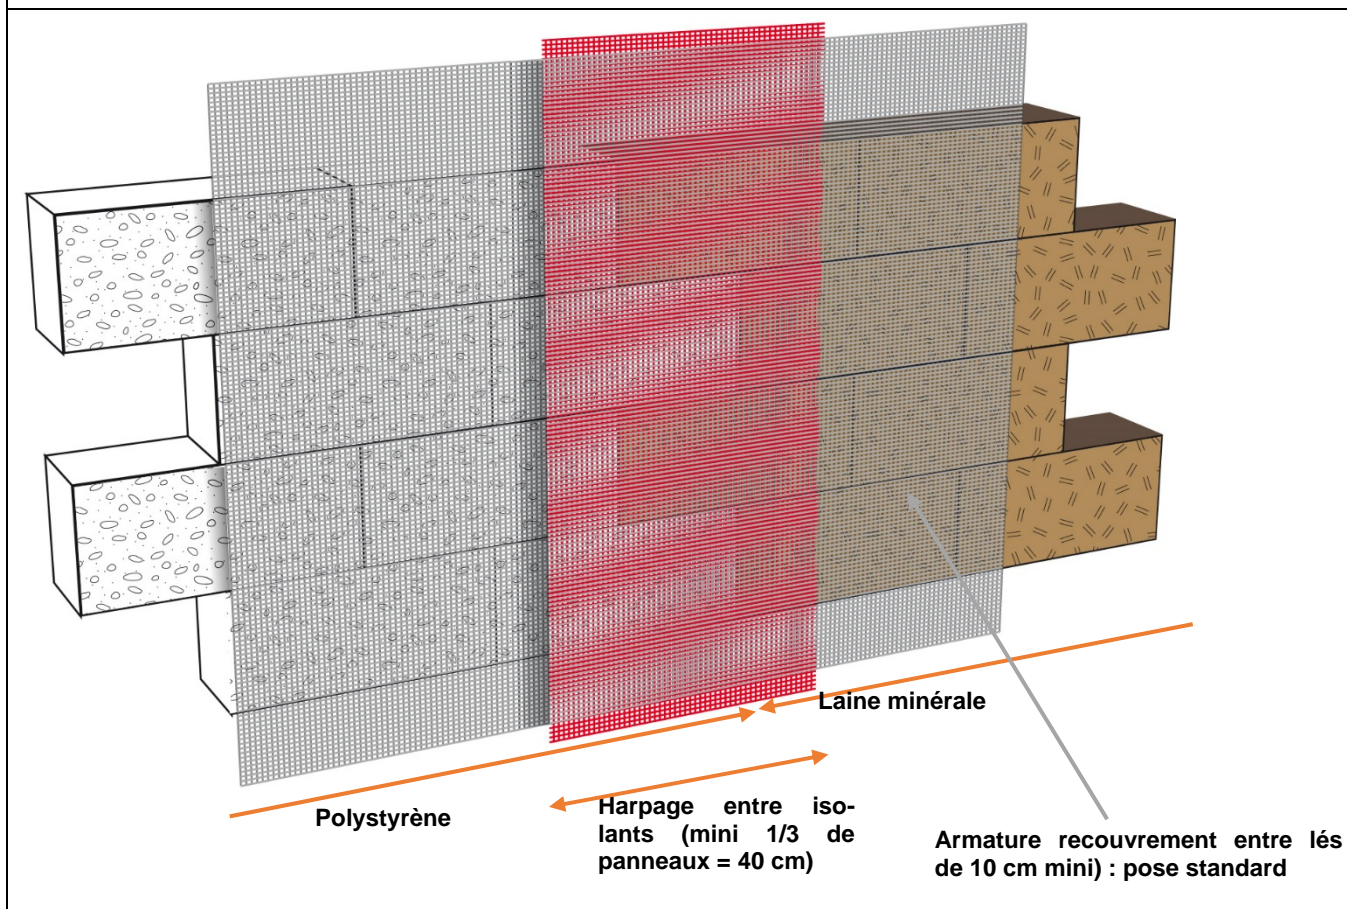 Laine minérale
Polystyrène
Harpage entre iso-
lants (mini 1/3 de
panneaux = 40 cm)
Armature recouvrement entre lés
de 10 cm mini) : pose standard